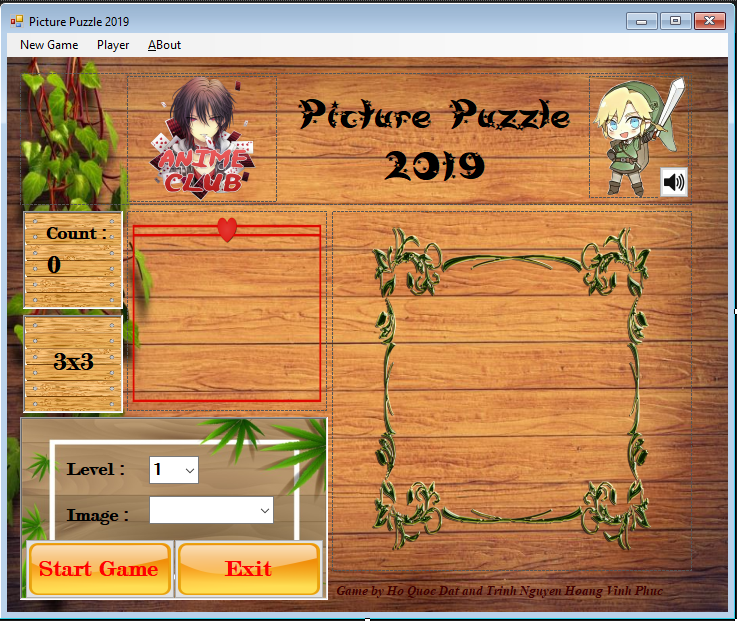 Picture Puzzle 2019
New Game Player ABout
Picture Puzzle
2019
ANIME
CLUB
Count :
0
3x3
Level : 1
Image :
Start Game Exit
Game by Ho Quoc Dat and Trinh Nguyen Hoang Vinh Phuc